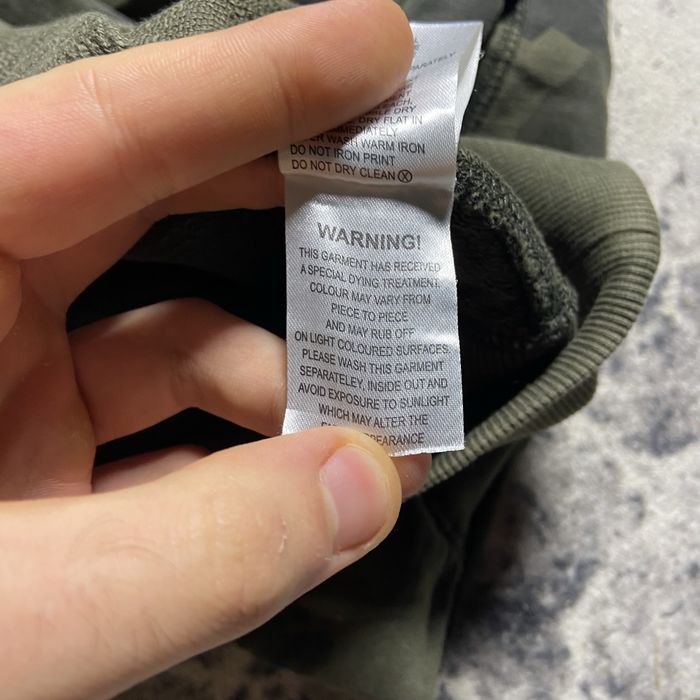 DRY FLAT IN
IMMEDIATELY
WASH WARM IRON
DO NOT IRON PRINT
DO NOT DRY CLEAN
WARNING!
THIS GARMENT HAS RECEIVED
A SPECIAL DYING TREATMENT
COLOUR MAY VARY FROM
PIECE TO PIECE
AND MAY RUB OFF
ON LIGHT COLOURED SURFACES.
PLEASE WASH THIS GARMENT
SEPARATELEY, INSIDE OUT AND
AVOID EXPOSURE TO SUNLIGHT
WHICH MAY ALTER THE